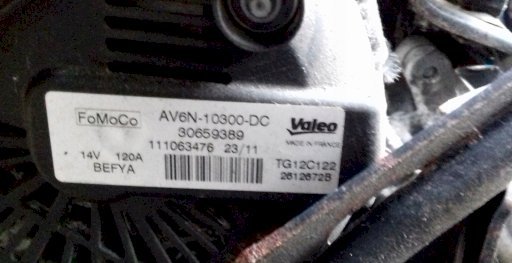 FoMoCo AV6N-10300-DC Valeo
30659389
111063476 23/11 MADE IN FRANCE
* 14V 120A TG12C122
BEFYA 2612672B